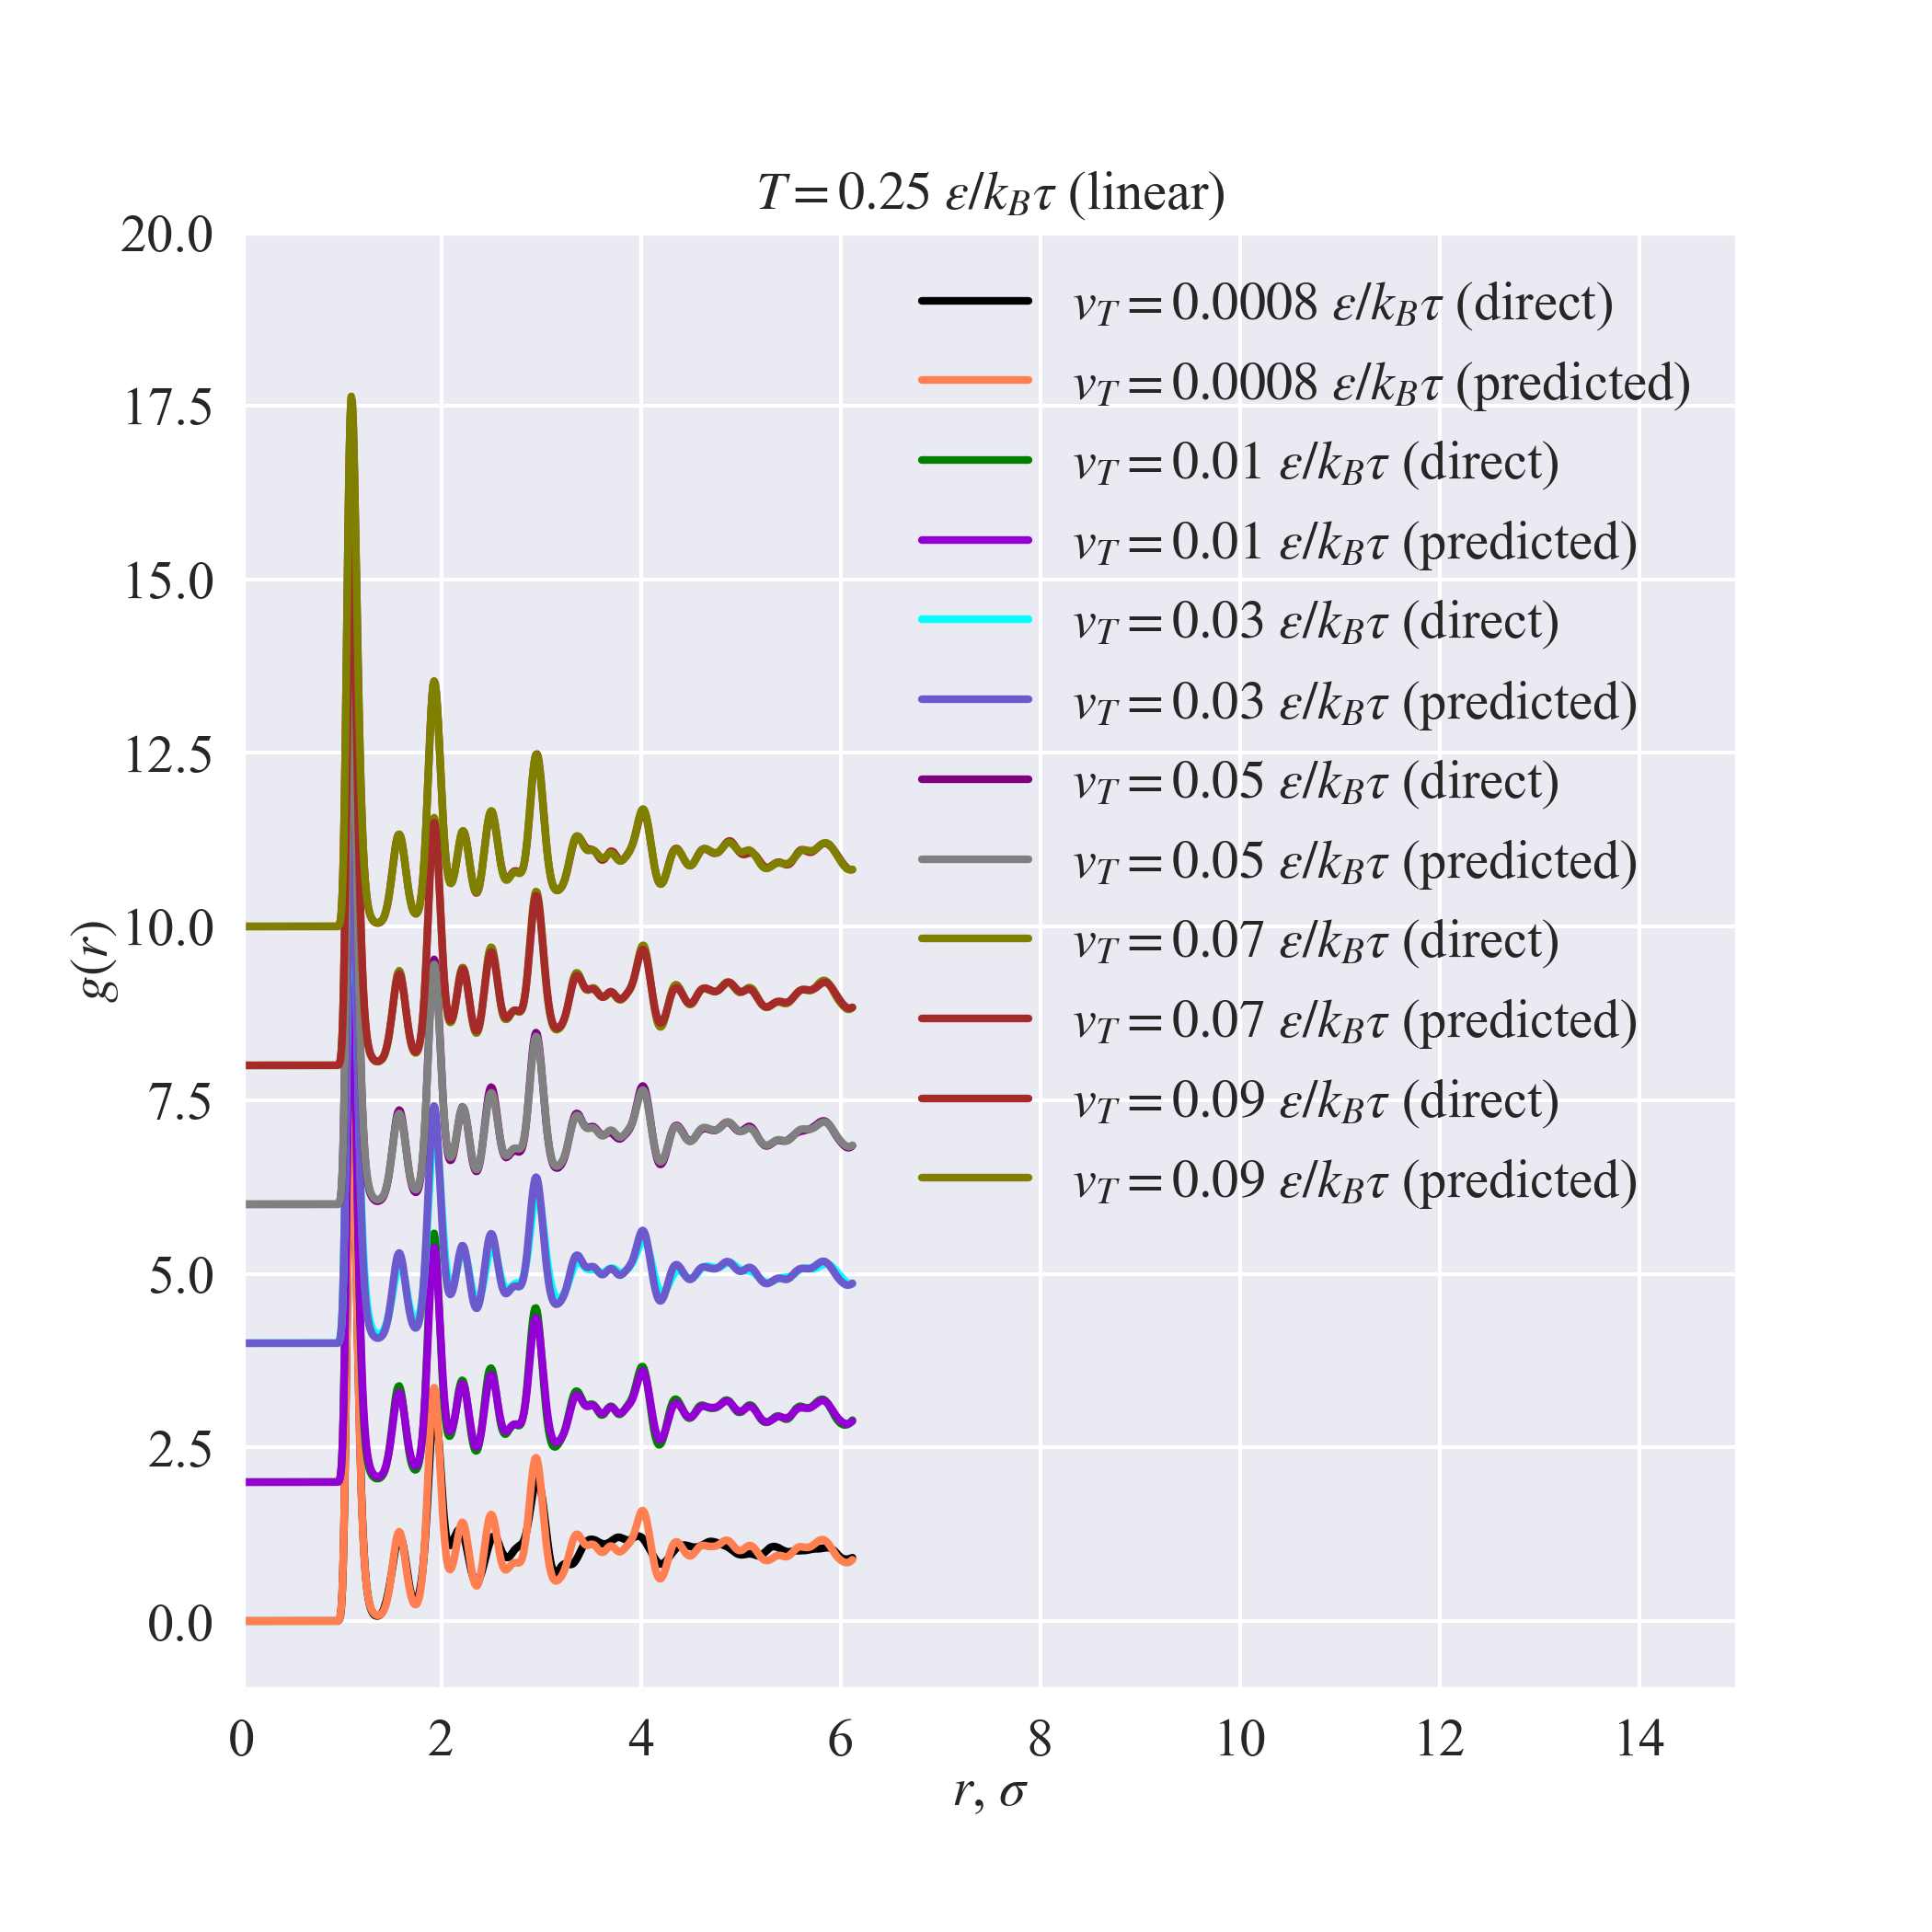 T = 0.25 ε/k_Bτ (linear)
20.0
17.5
15.0
12.5
10.0
7.5
5.0
2.5
0.0
g(r)
v_T = 0.0008 ε/k_Bτ (direct)
v_T = 0.0008 ε/k_Bτ (predicted)
v_T = 0.01 ε/k_Bτ (direct)
v_T = 0.01 ε/k_Bτ (predicted)
v_T = 0.03 ε/k_Bτ (direct)
v_T = 0.03 ε/k_Bτ (predicted)
v_T = 0.05 ε/k_Bτ (direct)
v_T = 0.05 ε/k_Bτ (predicted)
v_T = 0.07 ε/k_Bτ (direct)
v_T = 0.07 ε/k_Bτ (predicted)
v_T = 0.09 ε/k_Bτ (direct)
v_T = 0.09 ε/k_Bτ (predicted)
0 2 4 6 8 10 12 14
r, σ